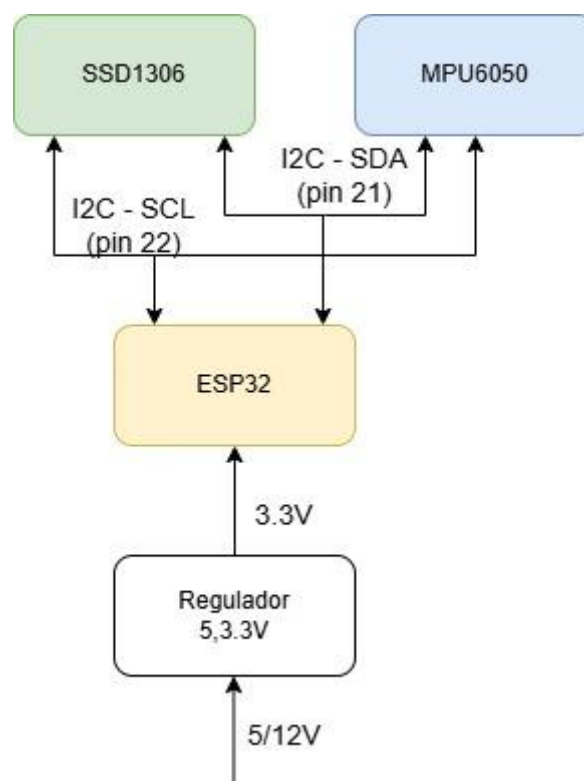 SSD1306
MPU6050
I2C - SDA
(pin 21)
I2C - SCL
(pin 22)
ESP32
3.3V
Regulador
5,3.3V
5/12V